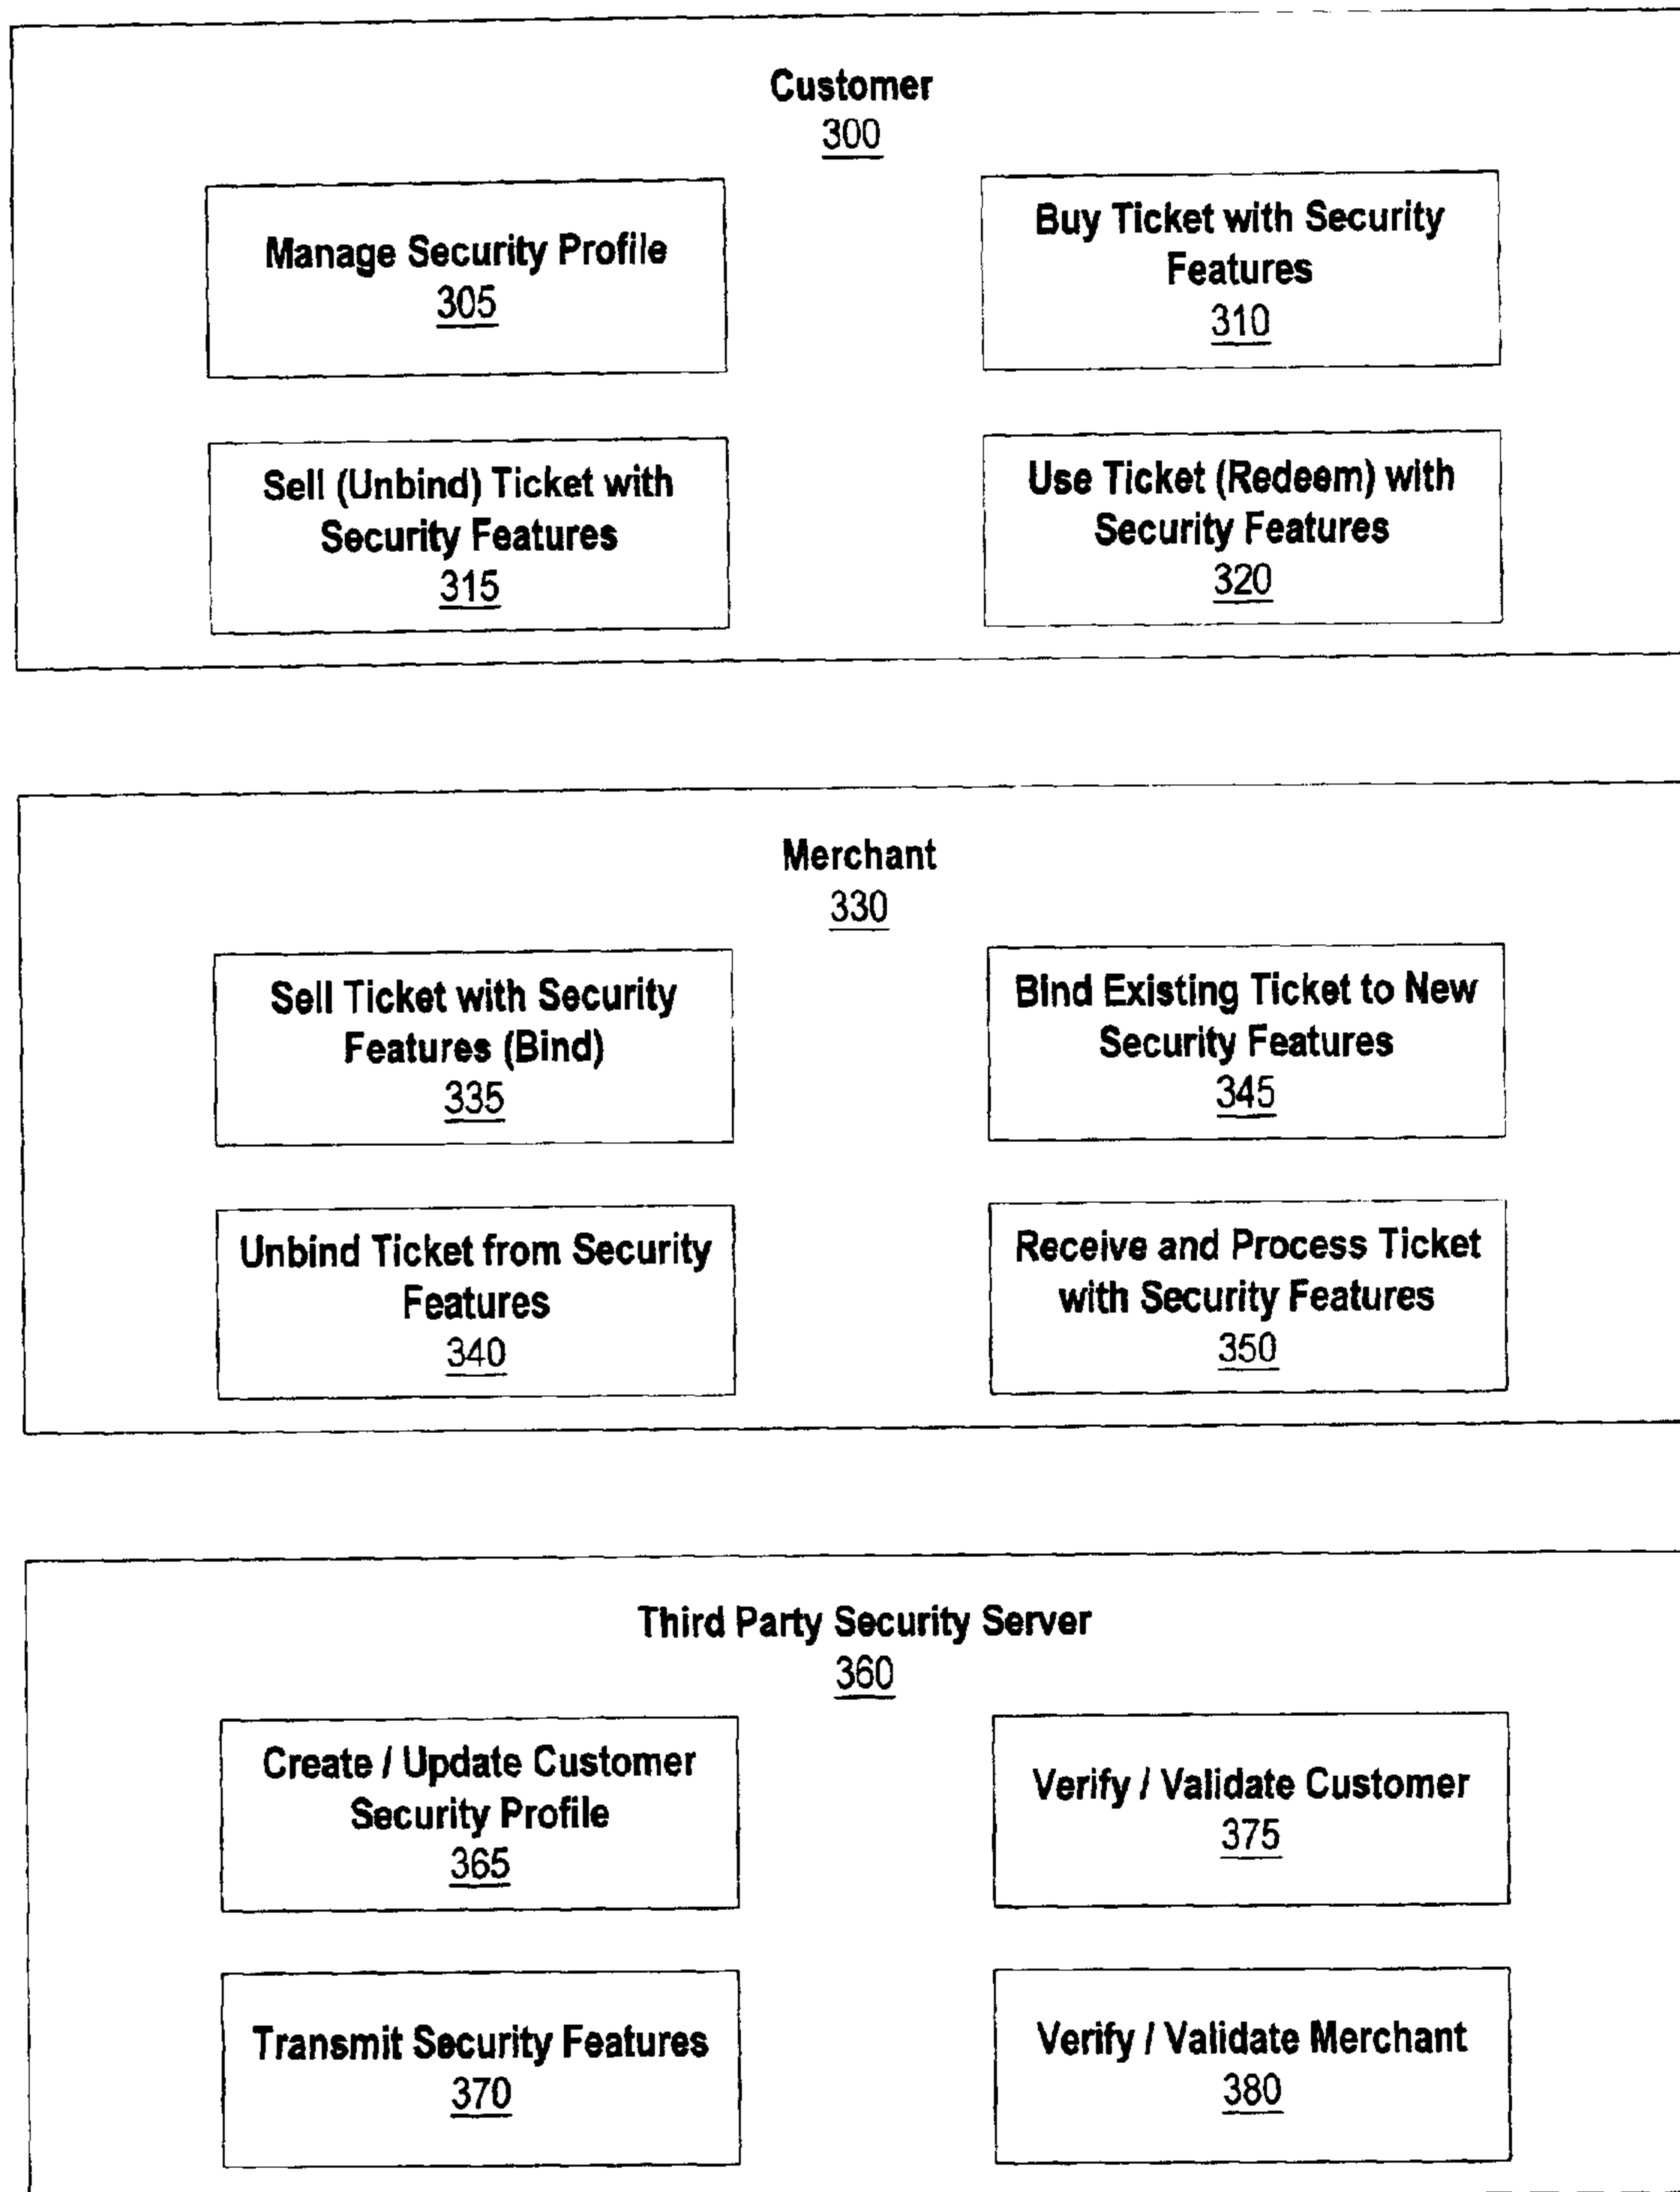 Customer
300
Manage Security Profile
305
Buy Ticket with Security
Features
310
Sell (Unbind) Ticket with
Security Features
315
Use Ticket (Redeem) with
Security Features
320
Merchant
330
Sell Ticket with Security
Features (Bind)
335
Bind Existing Ticket to New
Security Features
345
Unbind Ticket from Security
Features
340
Receive and Process Ticket
with Security Features
350
Third Party Security Server
360
Create / Update Customer
Security Profile
365
Verify / Validate Customer
375
Transmit Security Features
370
Verify / Validate Merchant
380